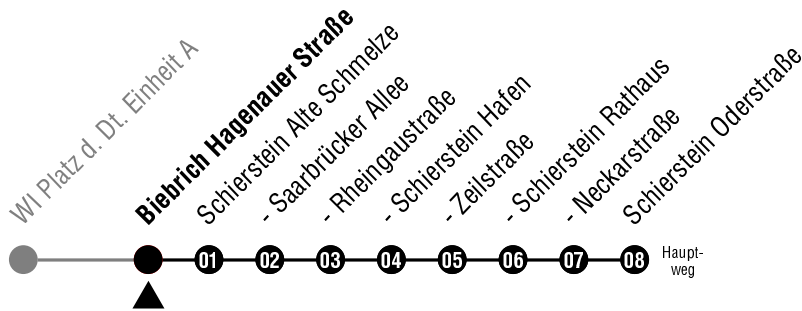 WI Platz d. Dt. Einheit A
Biebrich Hagenauer Straße
Schierstein Alte Schmelze
- Saarbrücker Allee
- Rheingaustraße
- Schierstein Hafen
- Zeilstraße
- Schierstein Rathaus
- Neckarstraße
Schierstein Oderstraße
01 02 03 04 05 06 07 08
Haupt-
weg